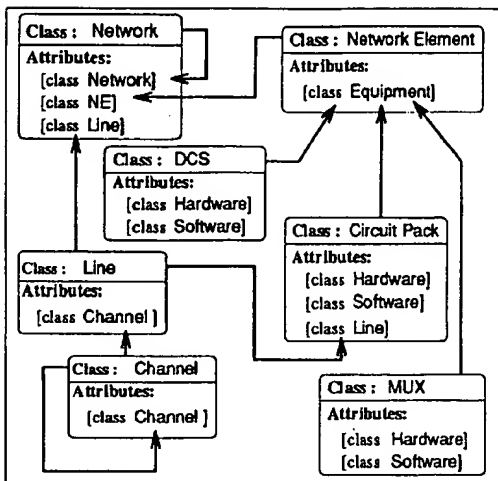 Class : Network
Attributes:
[class Network]
[class NE]
[class Line]
Class : Network Element
Attributes:
[class Equipment]
Class : DCS
Attributes:
[class Hardware]
[class Software]
Class : Circuit Pack
Attributes:
[class Hardware]
[class Software]
[class Line]
Class : Line
Attributes:
[class Channel ]
Class : Channel
Attributes:
[class Channel ]
Class : MUX
Attributes:
[class Hardware]
[class Software]